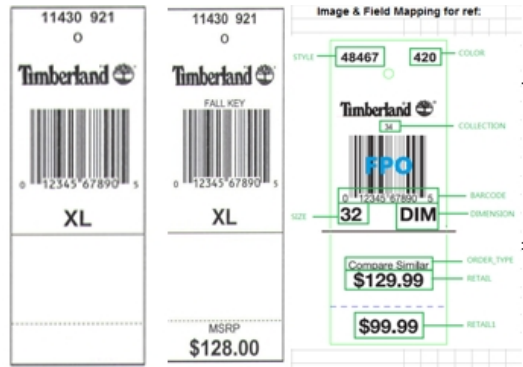 11430 921
O
Timberland
0 12345 67890 5
XL
11430 921
O
Timberland
FALL KEY
0 12345 67890 5
XL
MSRP
$128.00
Image & Field Mapping for ref:
STYLE 48467 420 COLOR
Timberland
34 COLLECTION
FPO
0 12345 67890 5 BARCODE
SIZE 32 DIM DIMENSION
Compare Similar ORDER_TYPE
$129.99 RETAIL
$99.99 RETAIL1